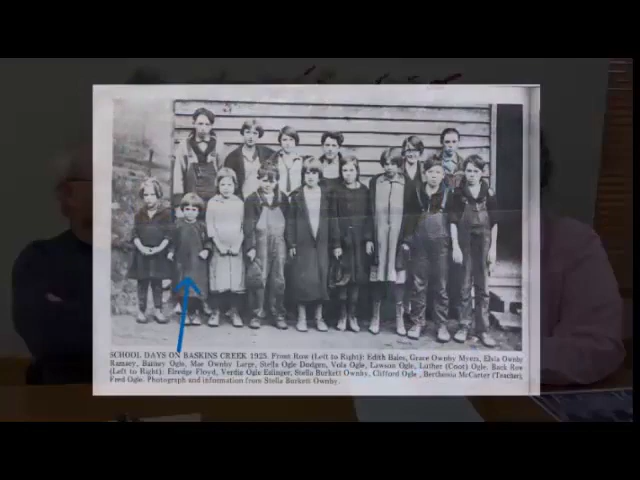 SCHOOL DAYS ON BASKINS CREEK 1925. Front Row (Left to Right): Edith Bales, Grace Ownby Myers, Elsia Ownby
Ramsey, Barney Ogle, Mae Ownby Large, Stella Ogle Dodgen, Vola Ogle, Lawson Ogle, Luther (Coot) Ogle. Back Row
(Left to Right): Elredge Floyd, Verdie Ogle Eslinger, Stella Burkett Ownby, Clifford Ogle , Berthenia McCarter (Teacher),
Fred Ogle. Photograph and information from Stella Burkett Ownby.